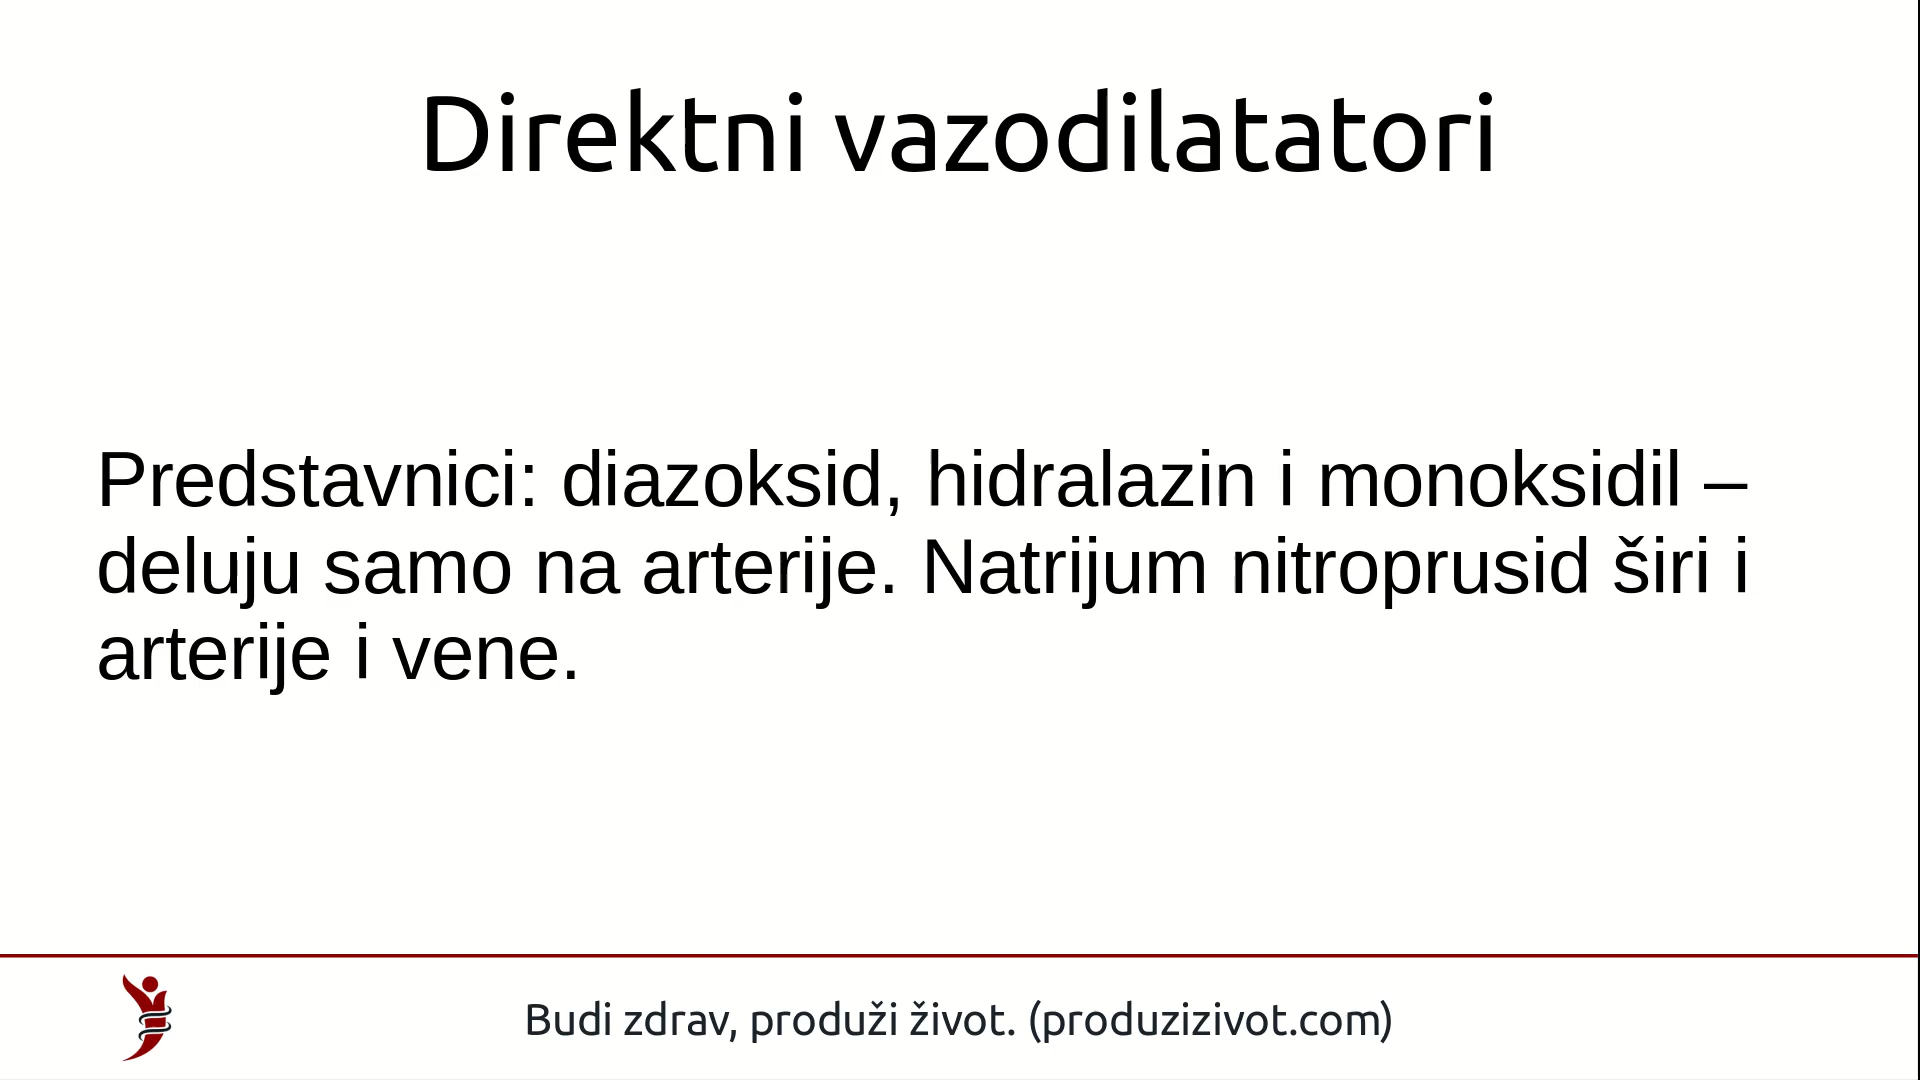 Direktni vazodilatatori
Predstavnici: diazoksid, hidralazin i monoksidil –
deluju samo na arterije. Natrijum nitroprusid širi i
arterije i vene.
Budi zdrav, produži život. (produzizivot.com)